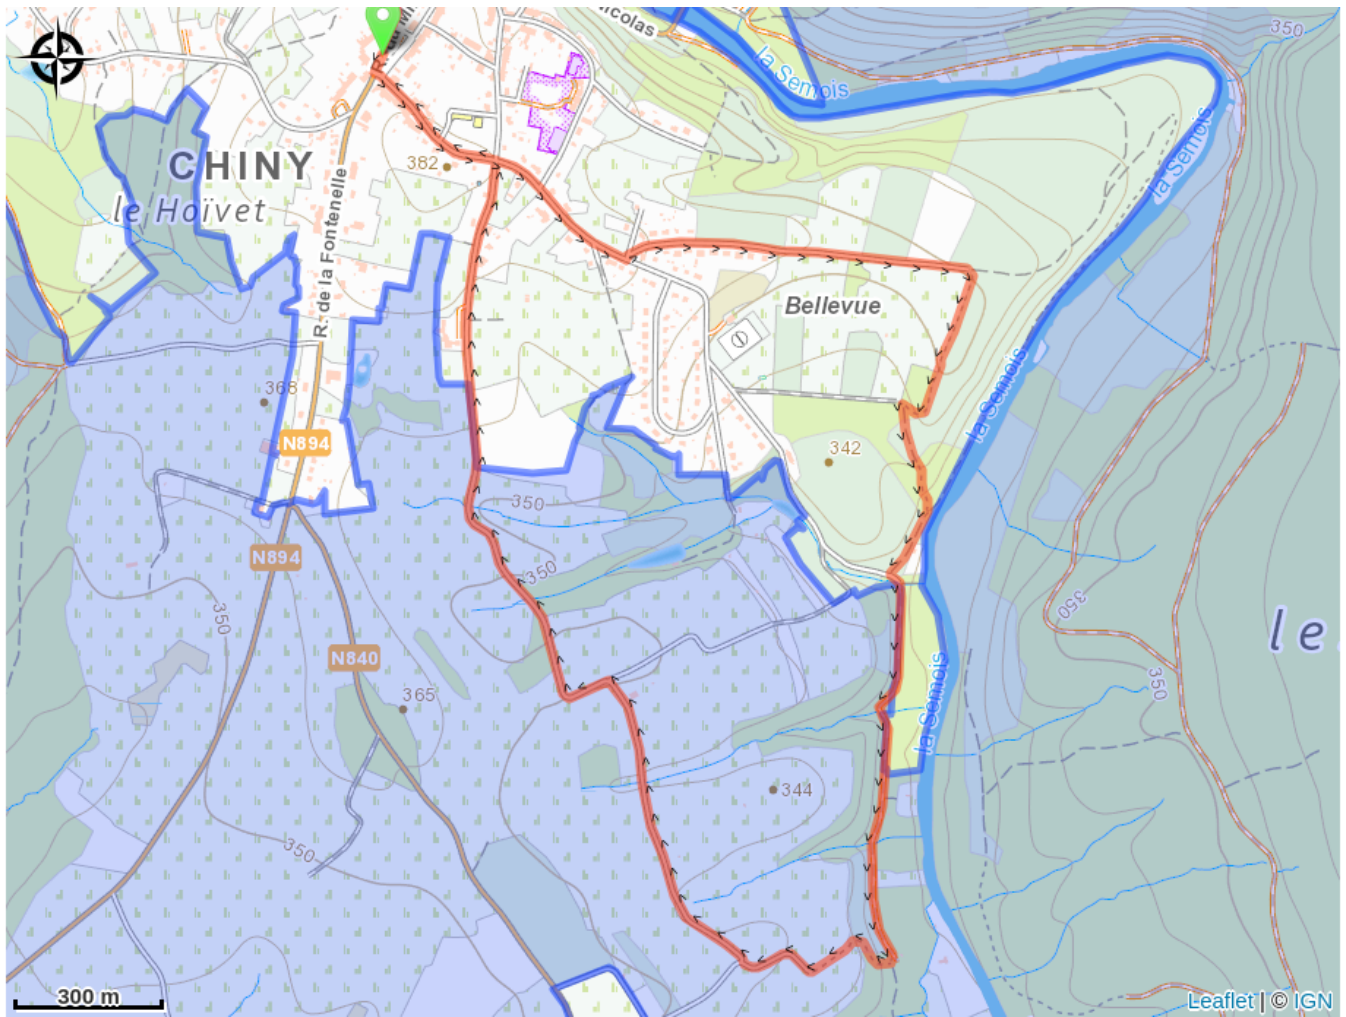 icolas
350
la Semois
la Semois
382
CHINY
le Hoïvet
R. de la Fontenelle
Bellevue
368
la Semois
N894
342
350
N894
350
350
350
le
N840
350
365
la Semois
344
350
300 m
Leaflet | © IGN